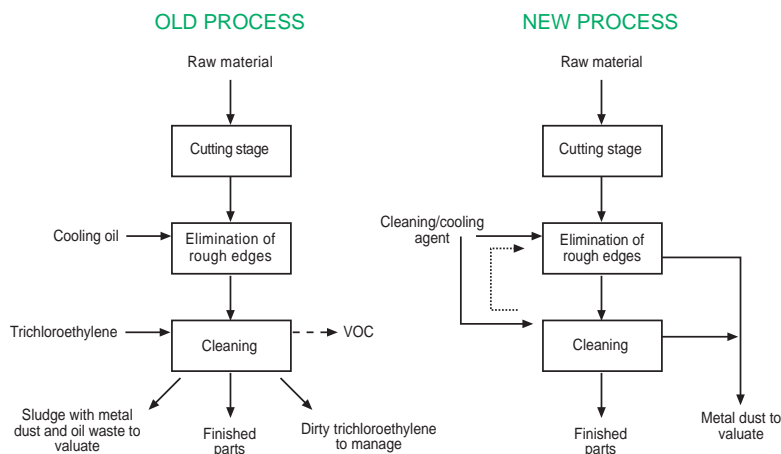 OLD PROCESS
Raw material
Cutting stage
Cooling oil
Elimination of
rough edges
Trichloroethylene
Cleaning
VOC
Sludge with metal
dust and oil waste to
valuate
Finished
parts
Dirty trichloroethylene
to manage
NEW PROCESS
Raw material
Cutting stage
Cleaning/cooling
agent
Elimination of
rough edges
Cleaning
Finished
parts
Metal dust to
valuate